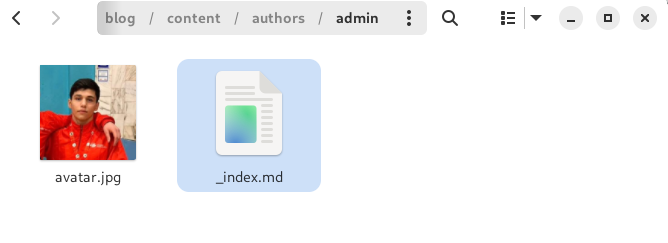 blog / content / authors / admin
avatar.jpg
_index.md